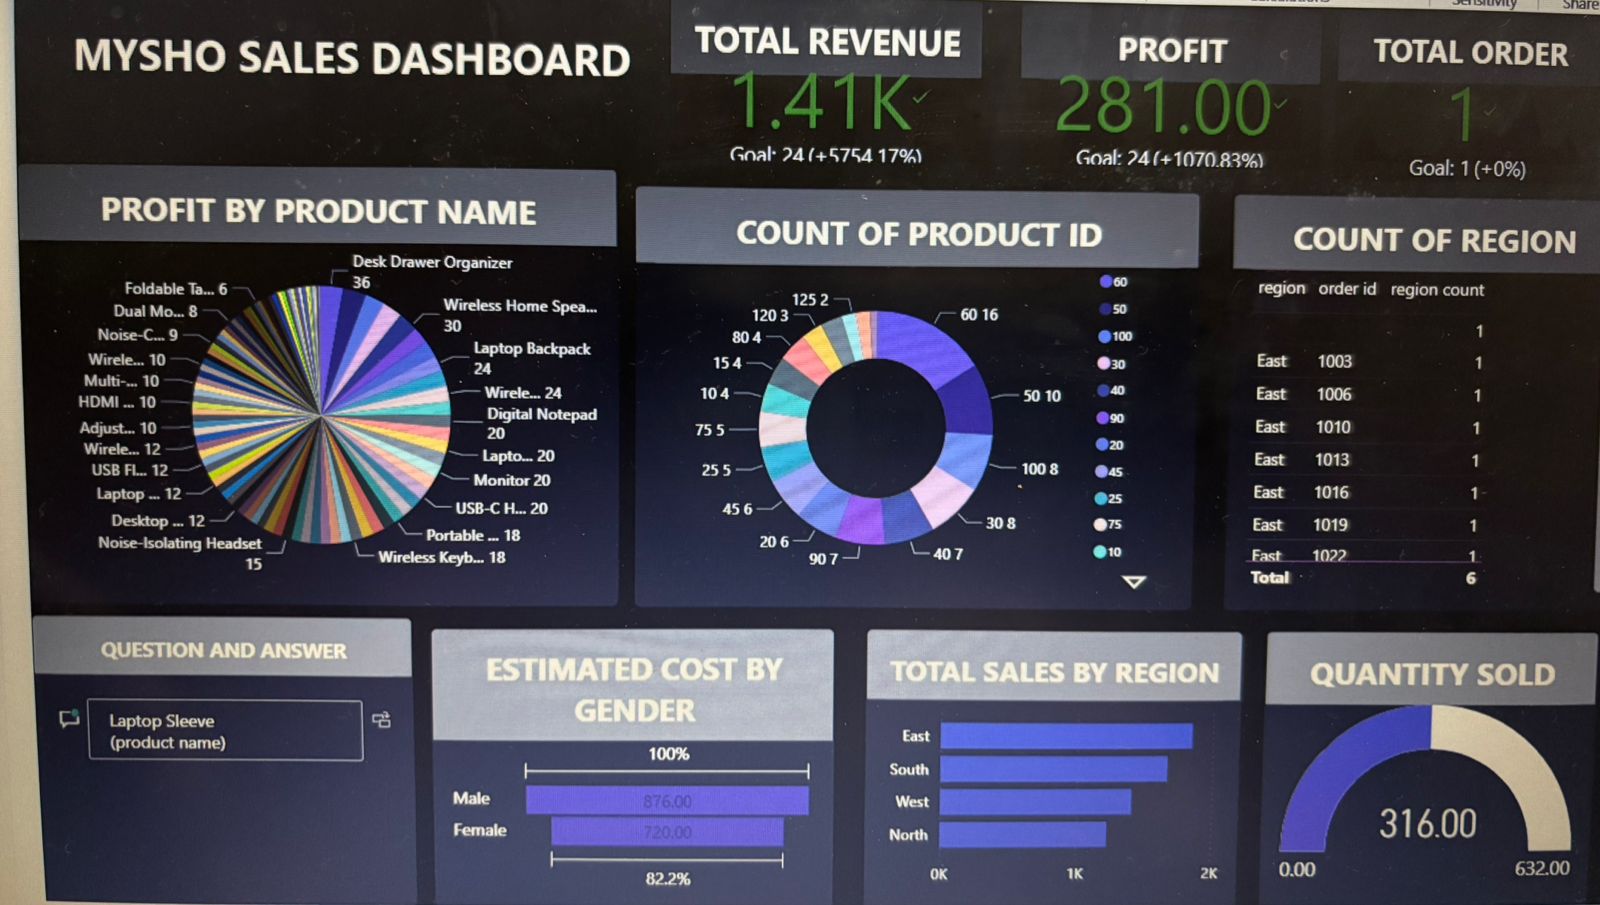 Sensitivity
Share
MYSHO SALES DASHBOARD
TOTAL REVENUE
1.41K
Goal: 24 (+5754.17%)
PROFIT
281.00
Goal: 24 (+1070.83%)
TOTAL ORDER
1
Goal: 1 (+0%)
PROFIT BY PRODUCT NAME
Desk Drawer Organizer
36
Wireless Home Spea...
30
Laptop Backpack
24
Wirele... 24
Digital Notepad
20
Lapto... 20
Monitor 20
USB-C H... 20
Portable ... 18
Wireless Keyb... 18
Noise-Isolating Headset
15
Desktop ... 12
Laptop ... 12
USB Fl... 12
Wirele... 12
Adjust... 10
HDMI ... 10
Multi-... 10
Wirele... 10
Noise-C... 9
Dual Mo... 8
Foldable Ta... 6
COUNT OF PRODUCT ID
60 16
50 10
100 8
30 8
40 7
90 7
20 6
45 6
25 5
75 5
10 4
15 4
80 4
120 3
125 2
60
50
100
30
40
90
20
45
25
75
10
COUNT OF REGION
region order id region count
1
East 1003 1
East 1006 1
East 1010 1
East 1013 1
East 1016 1
East 1019 1
East 1022 1
Total 6
QUESTION AND ANSWER
Laptop Sleeve
(product name)
ESTIMATED COST BY
GENDER
100%
Male 876.00
Female 720.00
82.2%
TOTAL SALES BY REGION
East
South
West
North
0K 1K 2K
QUANTITY SOLD
316.00
0.00 632.00